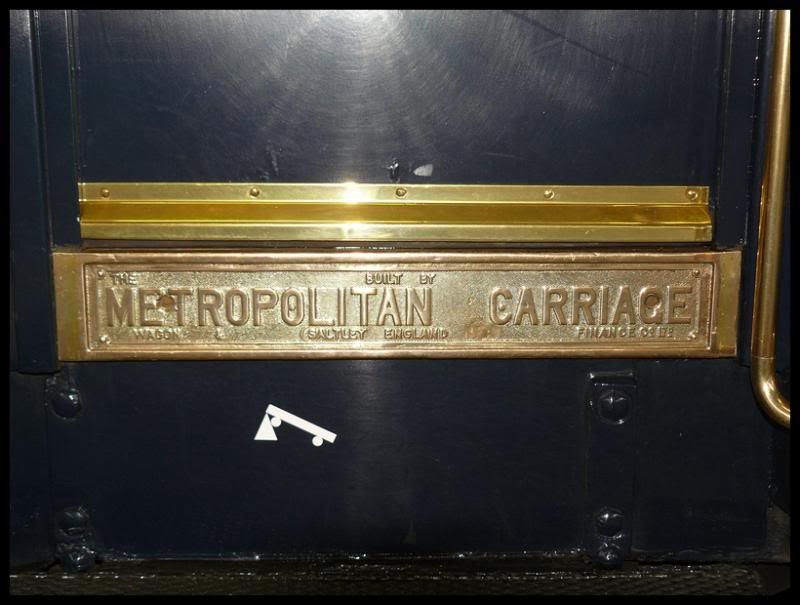 THE BUILT BY
METROPOLITAN CARRIAGE
WAGON & (SALTLEY ENGLAND) FINANCE CO LTD